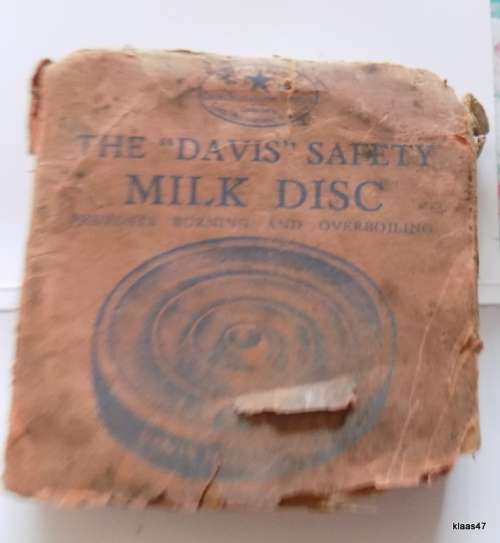 THE "DAVIS" SAFETY
MILK DISC
PREVENTS BURNING AND OVERBOILING
klaas47